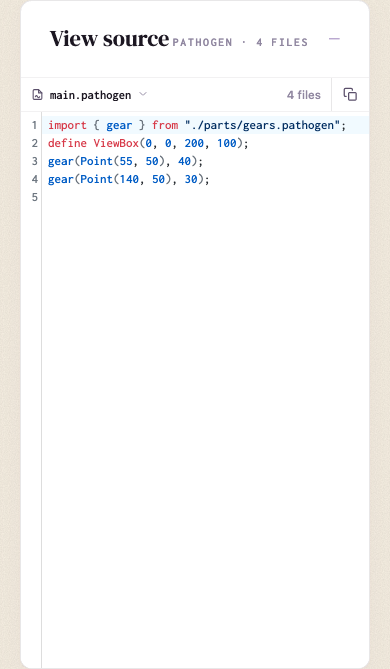 View source PATHOGEN · 4 FILES
main.pathogen 4 files
1 import { gear } from "./parts/gears.pathogen";
2 define ViewBox(0, 0, 200, 100);
3 gear(Point(55, 50), 40);
4 gear(Point(140, 50), 30);
5